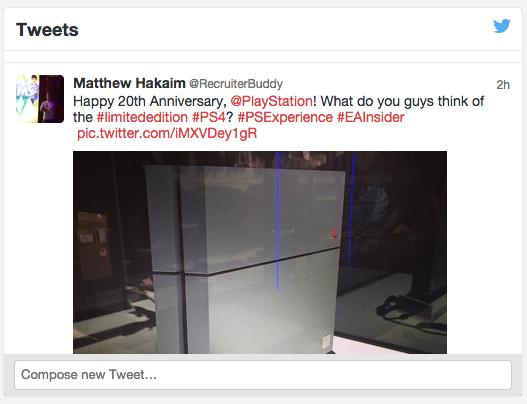 Tweets
Matthew Hakaim @RecruiterBuddy 2h
Happy 20th Anniversary, @PlayStation! What do you guys think of
the #limitededition #PS4? #PSExperience #EAInsider
pic.twitter.com/iMXVDey1gR
Compose new Tweet...